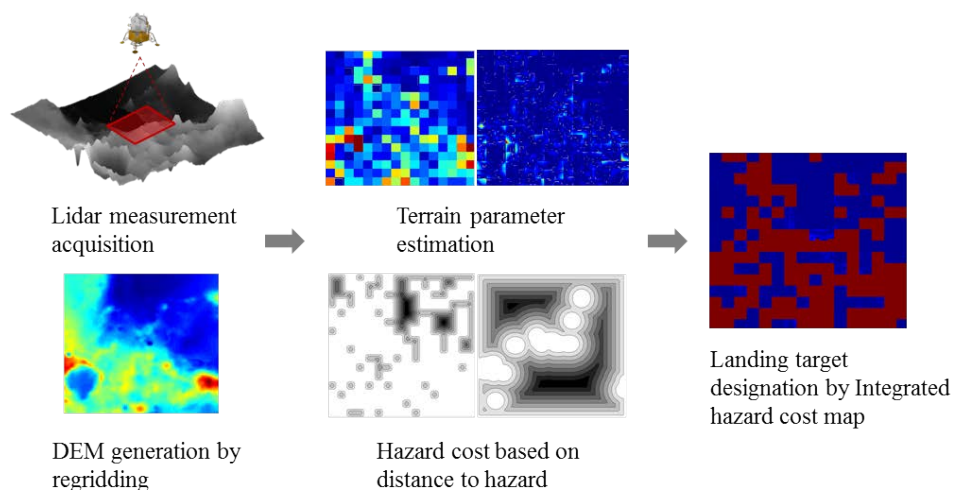 Lidar measurement
acquisition
Terrain parameter
estimation
DEM generation by
regridding
Hazard cost based on
distance to hazard
Landing target
designation by Integrated
hazard cost map